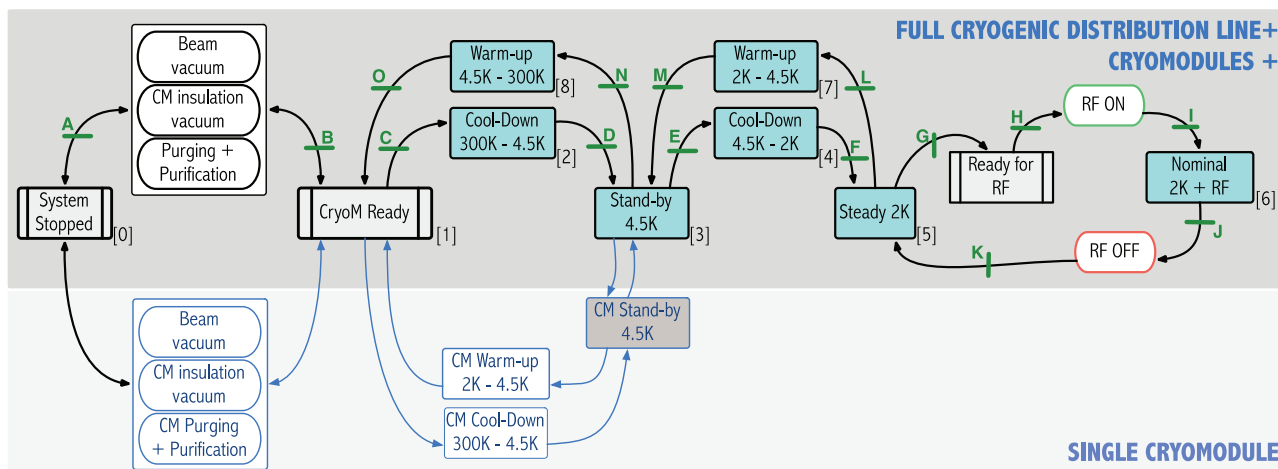 FULL CRYOGENIC DISTRIBUTION LINE+
CRYOMODULES +
Beam
vacuum
CM insulation
vacuum
Purging +
Purification
A
B
System
Stopped
[0]
CryoM Ready
[1]
O
C
Warm-up
4.5K - 300K
[8]
Cool-Down
300K - 4.5K
[2]
N
D
Stand-by
4.5K
[3]
M
E
Warm-up
2K - 4.5K
[7]
Cool-Down
4.5K - 2K
[4]
L
F
Steady 2K
[5]
G
Ready for
RF
H
RF ON
I
Nominal
2K + RF
[6]
J
RF OFF
K
Beam
vacuum
CM insulation
vacuum
CM Purging
+ Purification
CM Stand-by
4.5K
CM Warm-up
2K - 4.5K
CM Cool-Down
300K - 4.5K
SINGLE CRYOMODULE